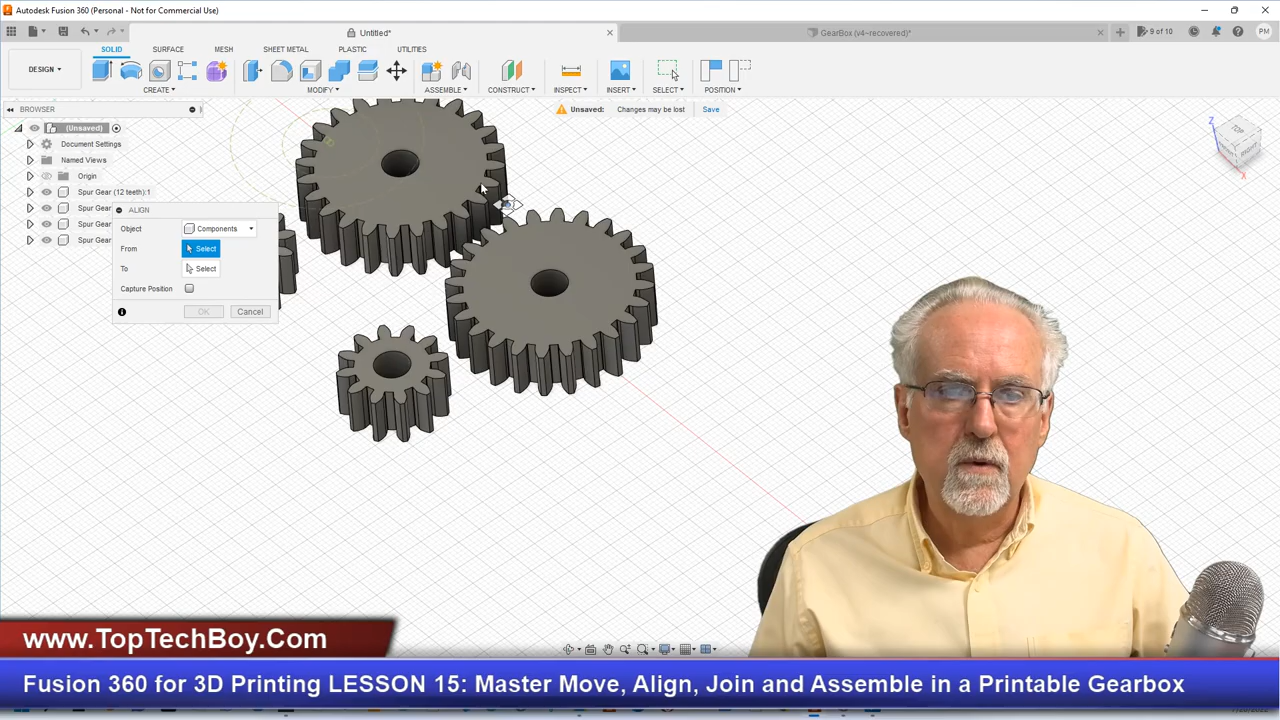 Autodesk Fusion 360 (Personal - Not for Commercial Use)
Untitled*
GearBox (v4~recovered)*
9 of 10
PM
DESIGN
SOLID
SURFACE
MESH
SHEET METAL
PLASTIC
UTILITIES
CREATE
MODIFY
ASSEMBLE
CONSTRUCT
INSPECT
INSERT
SELECT
POSITION
BROWSER
Unsaved: Changes may be lost Save
(Unsaved)
Document Settings
Named Views
Origin
Spur Gear (12 teeth):1
Spur Gear
Spur Gear
Spur Gear
ALIGN
Object Components
From Select
To Select
Capture Position
OK Cancel
Z
TOP
RIGHT
X
www.TopTechBoy.Com
Fusion 360 for 3D Printing LESSON 15: Master Move, Align, Join and Assemble in a Printable Gearbox